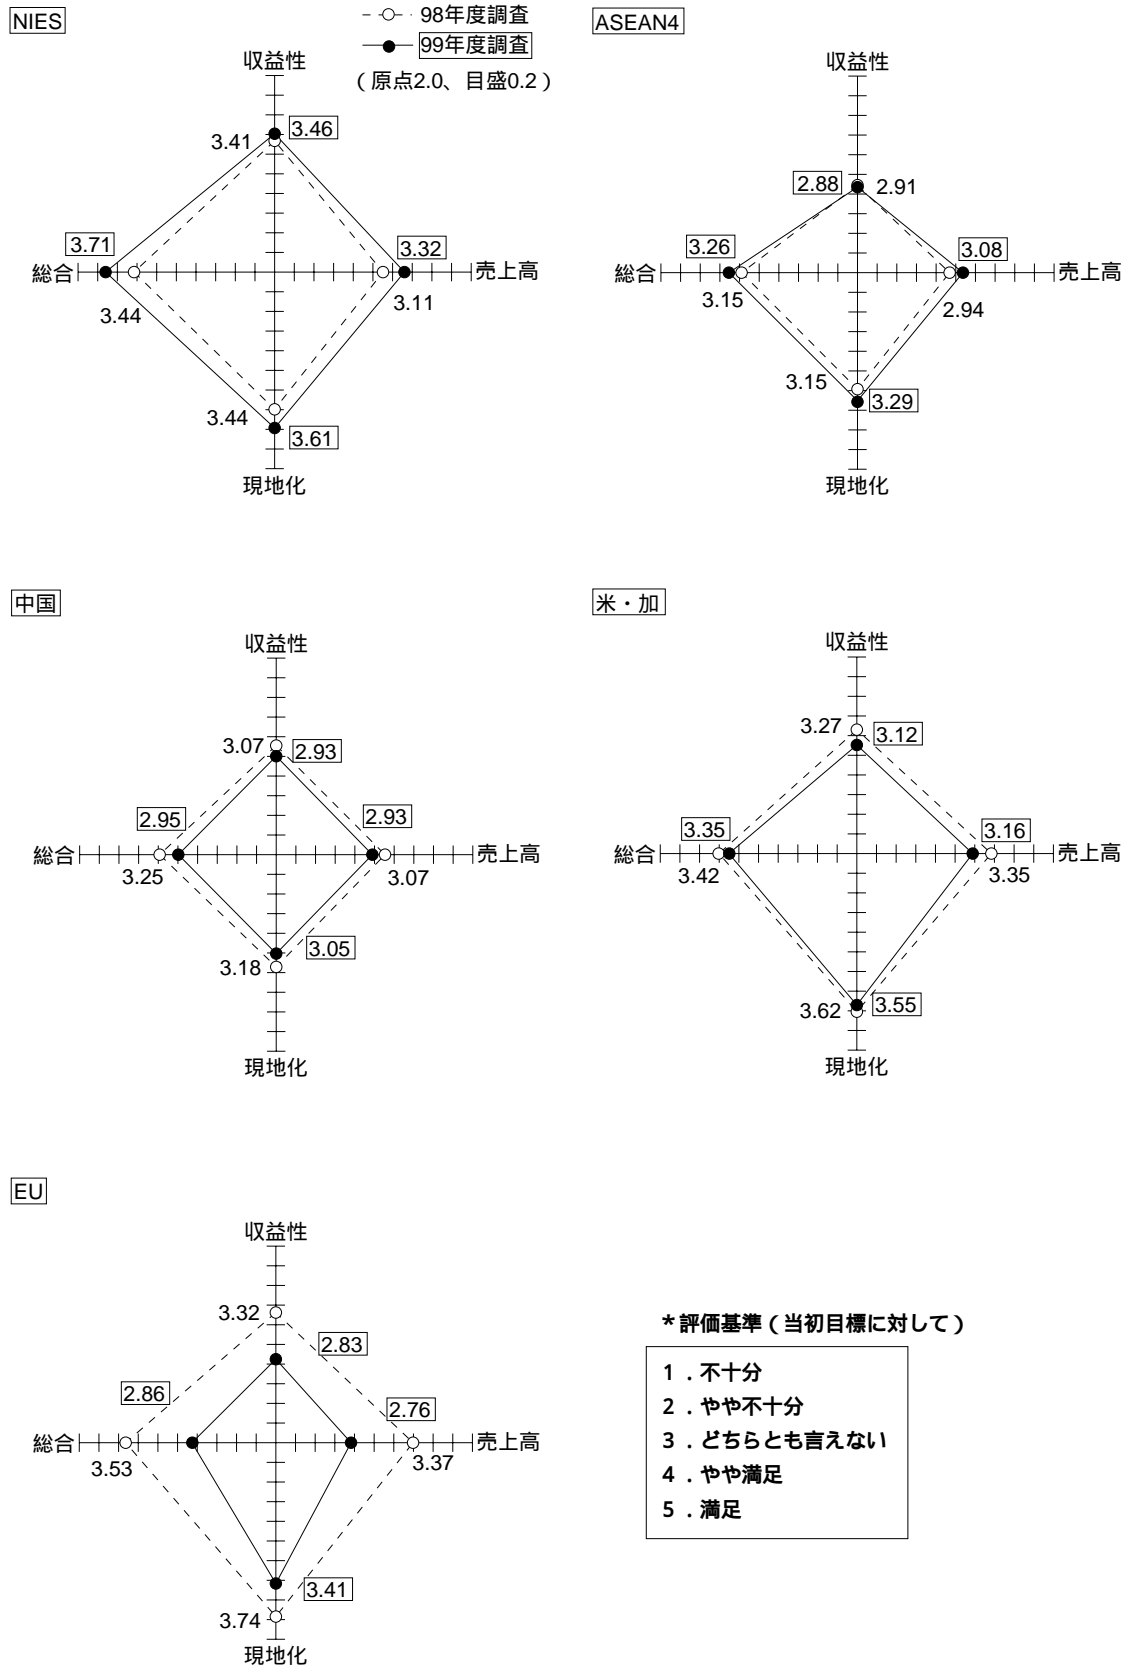 NIES
98年度調査
99年度調査
（原点2.0、目盛0.2）
収益性
3.41
3.46
3.71
3.32
総合
売上高
3.44
3.11
3.44
3.61
現地化
ASEAN4
収益性
2.88
2.91
3.26
3.08
総合
売上高
3.15
2.94
3.15
3.29
現地化
中国
収益性
3.07
2.93
2.95
2.93
総合
売上高
3.25
3.07
3.05
3.18
現地化
米・加
収益性
3.27
3.12
3.35
3.16
総合
売上高
3.42
3.35
3.62
3.55
現地化
EU
収益性
3.32
2.83
2.86
2.76
総合
売上高
3.53
3.37
3.41
3.74
現地化
＊評価基準（当初目標に対して）
1．不十分
2．やや不十分
3．どちらとも言えない
4．やや満足
5．満足